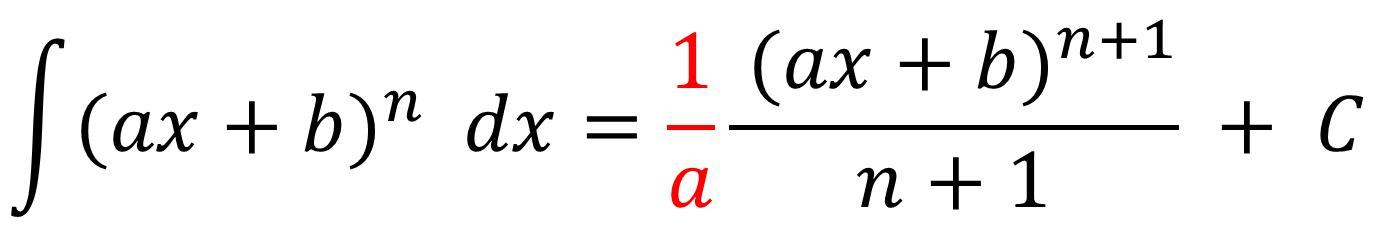 ∫(ax + b)ⁿ dx = 1/a (ax + b)ⁿ⁺¹/(n + 1) + C